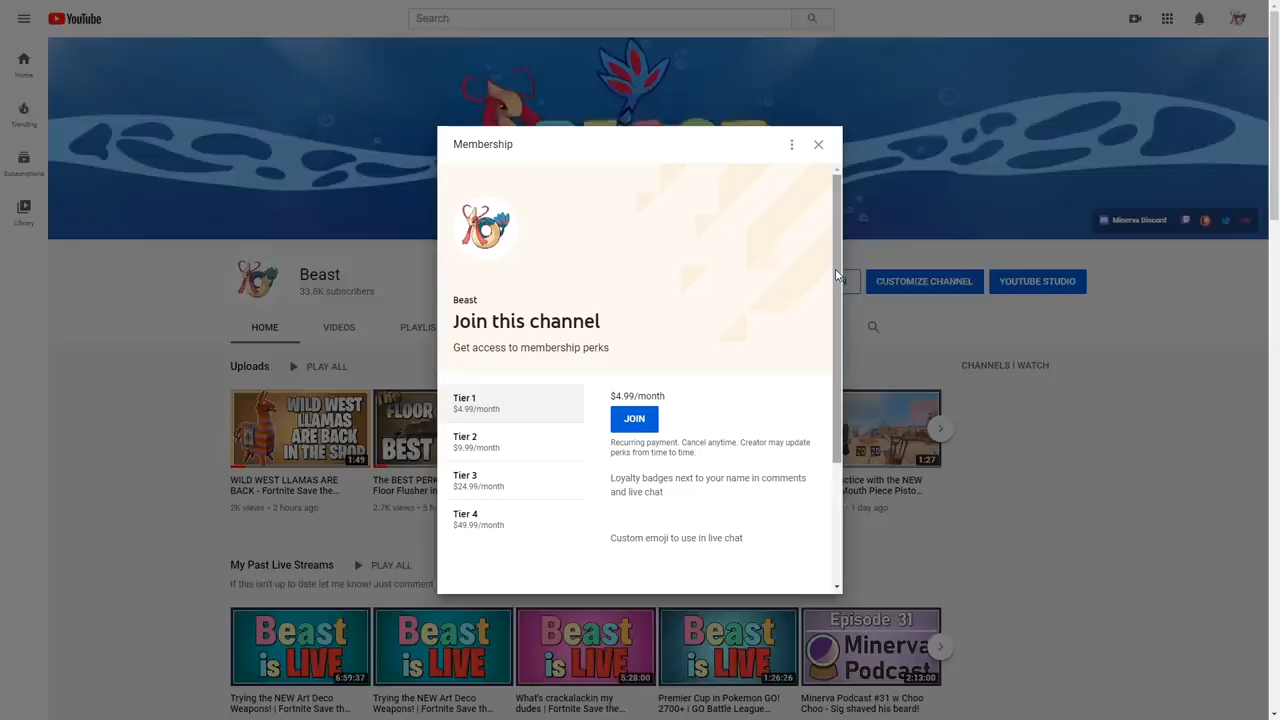 YouTube
Search
Home
Trending
Subscriptions
Library
Minerva Discord
Membership
Beast
33.8K subscribers
CUSTOMIZE CHANNEL
YOUTUBE STUDIO
HOME
VIDEOS
PLAYLIS
Beast
Join this channel
Get access to membership perks
Uploads
PLAY ALL
CHANNELS I WATCH
Tier 1
$4.99/month
Tier 2
$9.99/month
Tier 3
$24.99/month
Tier 4
$49.99/month
$4.99/month
JOIN
Recurring payment. Cancel anytime. Creator may update
perks from time to time.
Loyalty badges next to your name in comments
and live chat
Custom emoji to use in live chat
WILD WEST
LLAMAS
ARE BACK
IN THE SHOP
1:49
The
FLOOR
BEST
1:27
WILD WEST LLAMAS ARE
BACK - Fortnite Save the...
2K views • 2 hours ago
The BEST PER
Floor Flusher in
2.7K views • 5 h
ctice with the NEW
Mouth Piece Pisto...
1 day ago
My Past Live Streams
PLAY ALL
If this isn't up to date let me know! Just comment
Beast
is LIVE
6:59:37
Beast
is LIVE
Beast
is LIVE
5:28:00
Beast
is LIVE
1:26:26
Episode 31
Minerva
Podcast
2:13:00
Trying the NEW Art Deco
Weapons! | Fortnite Save th...
Trying the NEW Art Deco
Weapons! | Fortnite Save th...
What's crackalackin my
dudes | Fortnite Save the...
Premier Cup in Pokemon GO!
2700+ | GO Battle League...
Minerva Podcast #31 w Choo
Choo - Sig shaved his beard!